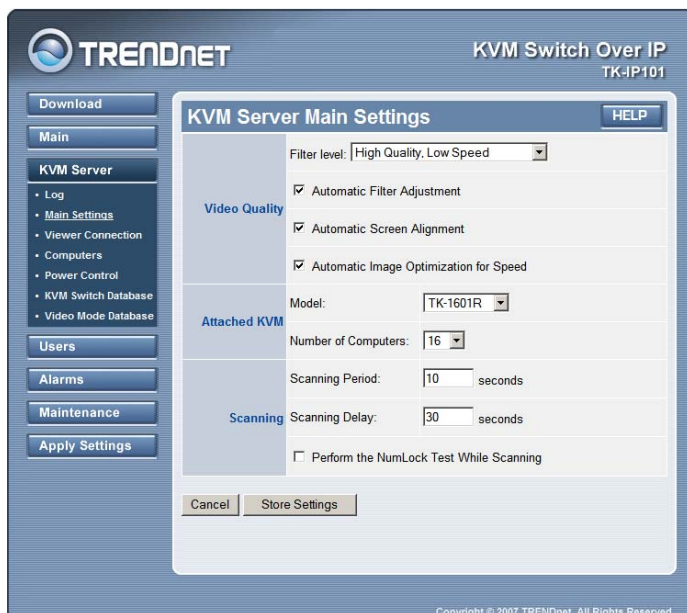 TRENDNET
KVM Switch Over IP
TK-IP101
Download
Main
KVM Server
• Log
• Main Settings
• Viewer Connection
• Computers
• Power Control
• KVM Switch Database
• Video Mode Database
Users
Alarms
Maintenance
Apply Settings
KVM Server Main Settings
HELP
Video Quality
Filter level: High Quality, Low Speed
Automatic Filter Adjustment
Automatic Screen Alignment
Automatic Image Optimization for Speed
Attached KVM
Model: TK-1601R
Number of Computers: 16
Scanning
Scanning Period: 10 seconds
Scanning Delay: 30 seconds
Perform the NumLock Test While Scanning
Cancel
Store Settings
Copyright © 2007 TRENDnet. All Rights Reserved.